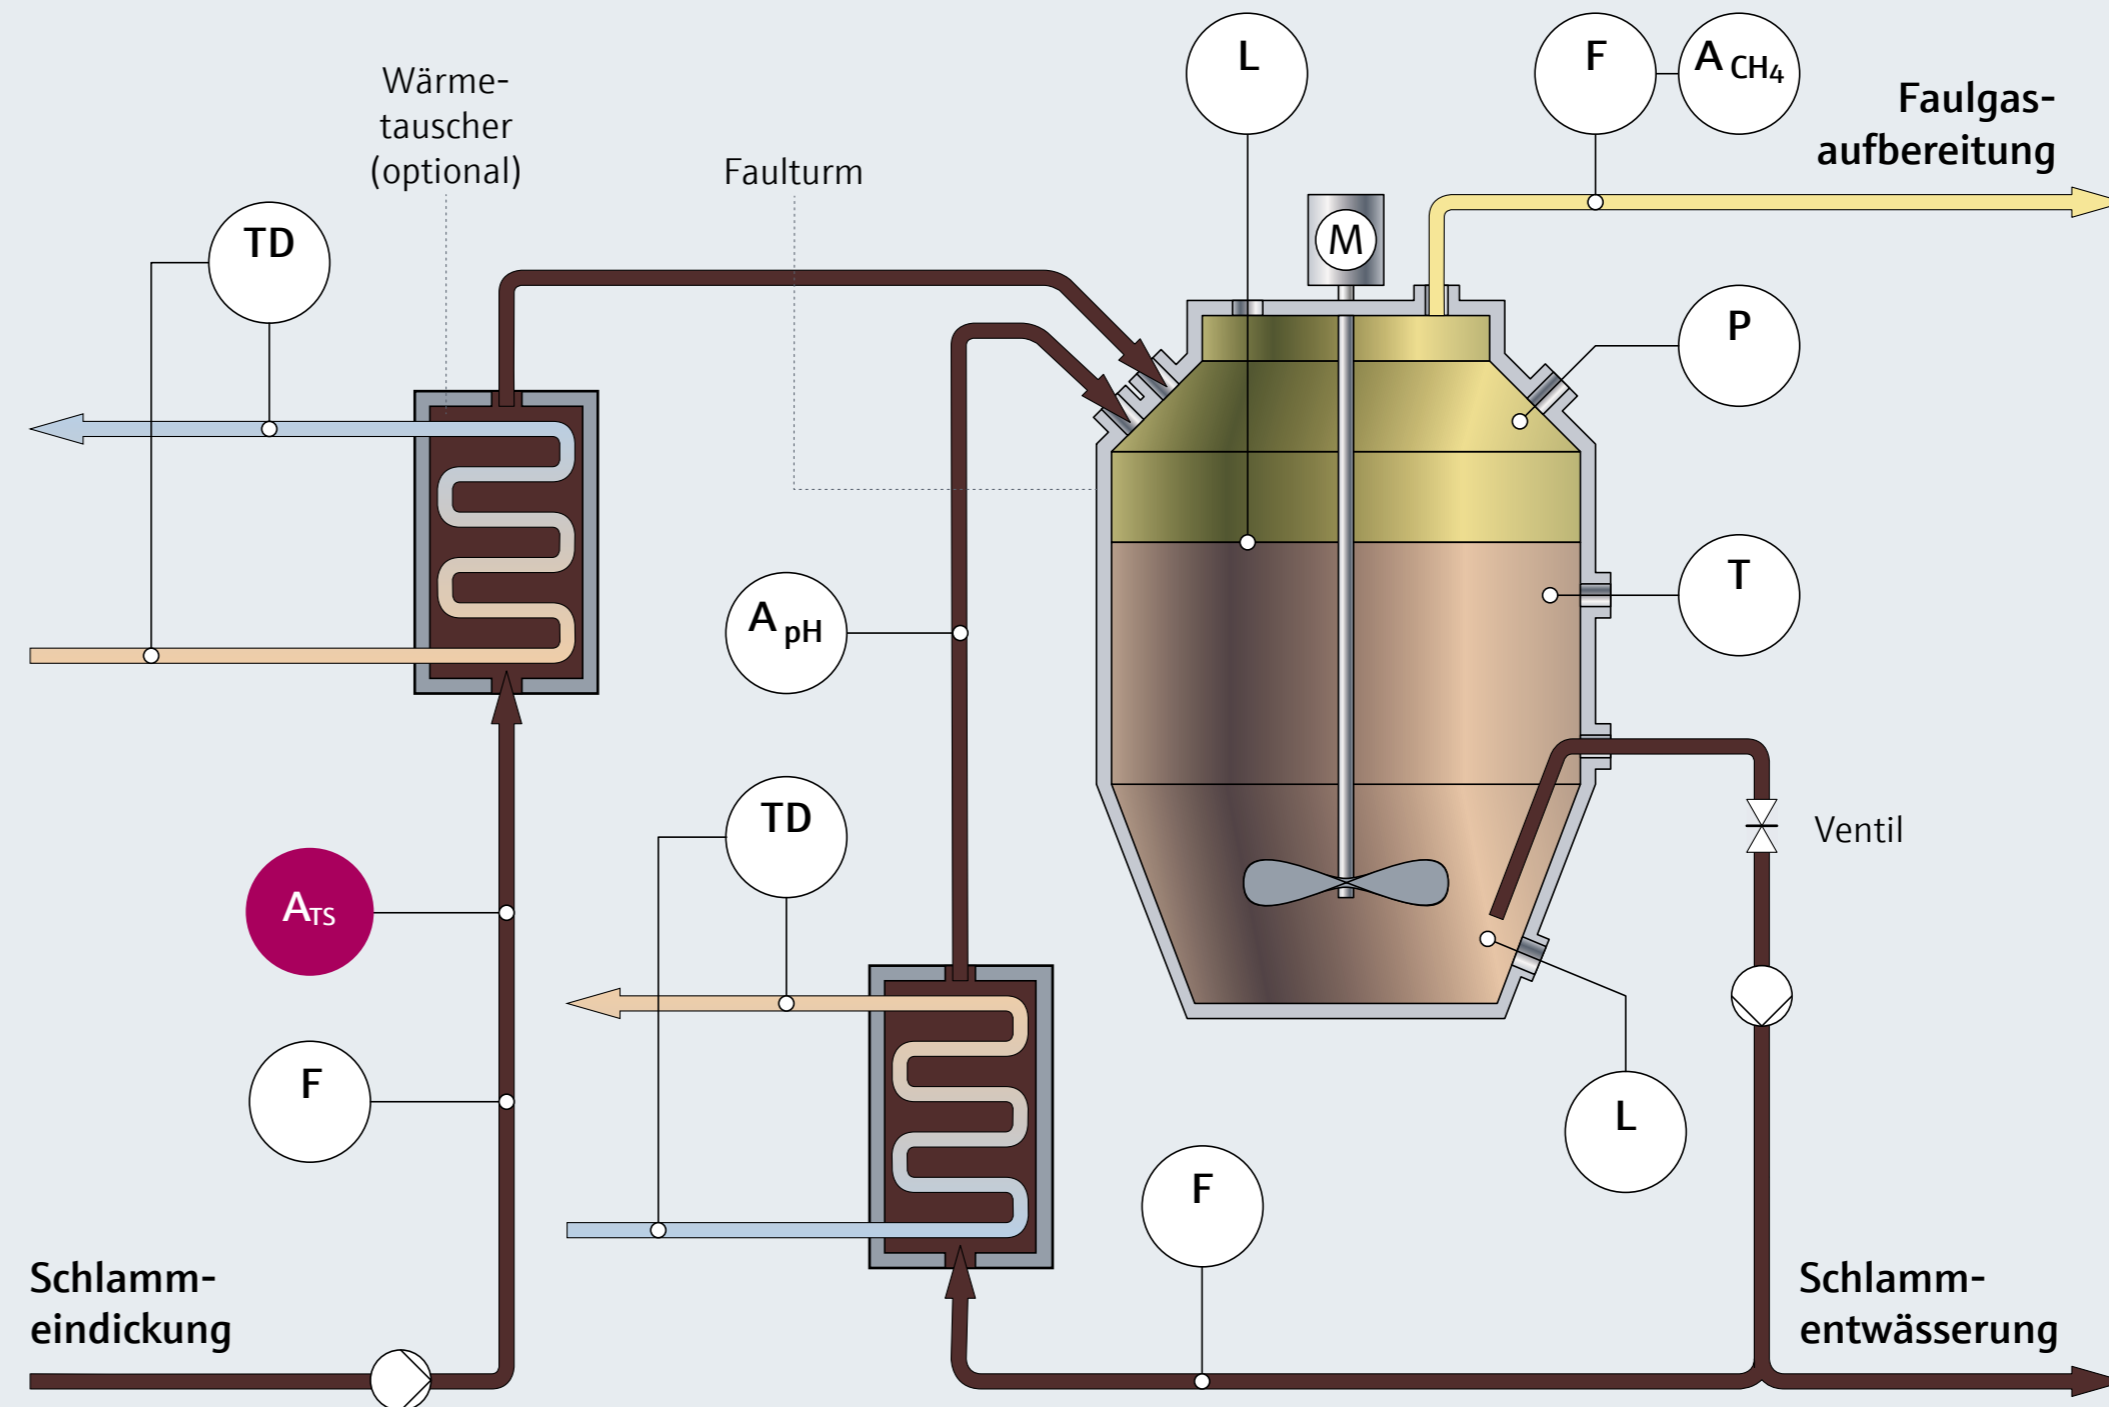 L
F
A CH4
Wärme-
tauscher
(optional)
Faulgas-
aufbereitung
Faulturm
TD
M
P
T
A pH
TD
Ventil
ATS
F
L
F
Schlamm-
eindickung
Schlamm-
entwässerung